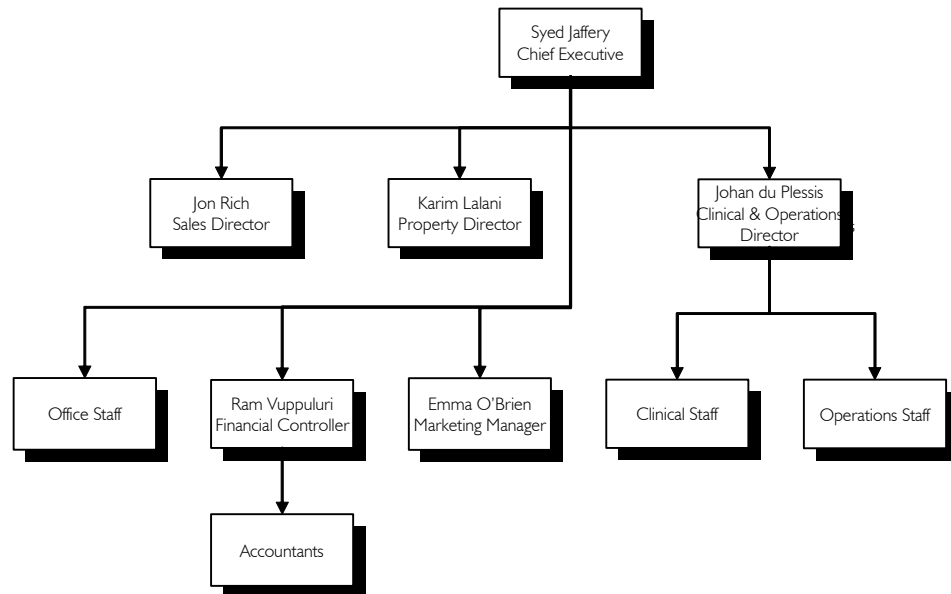 Syed Jaffery
Chief Executive
Jon Rich
Sales Director
Karim Lalani
Property Director
Johan du Plessis
Clinical & Operations
Director
Office Staff
Ram Vuppuluri
Financial Controller
Emma O’Brien
Marketing Manager
Clinical Staff
Operations Staff
Accountants